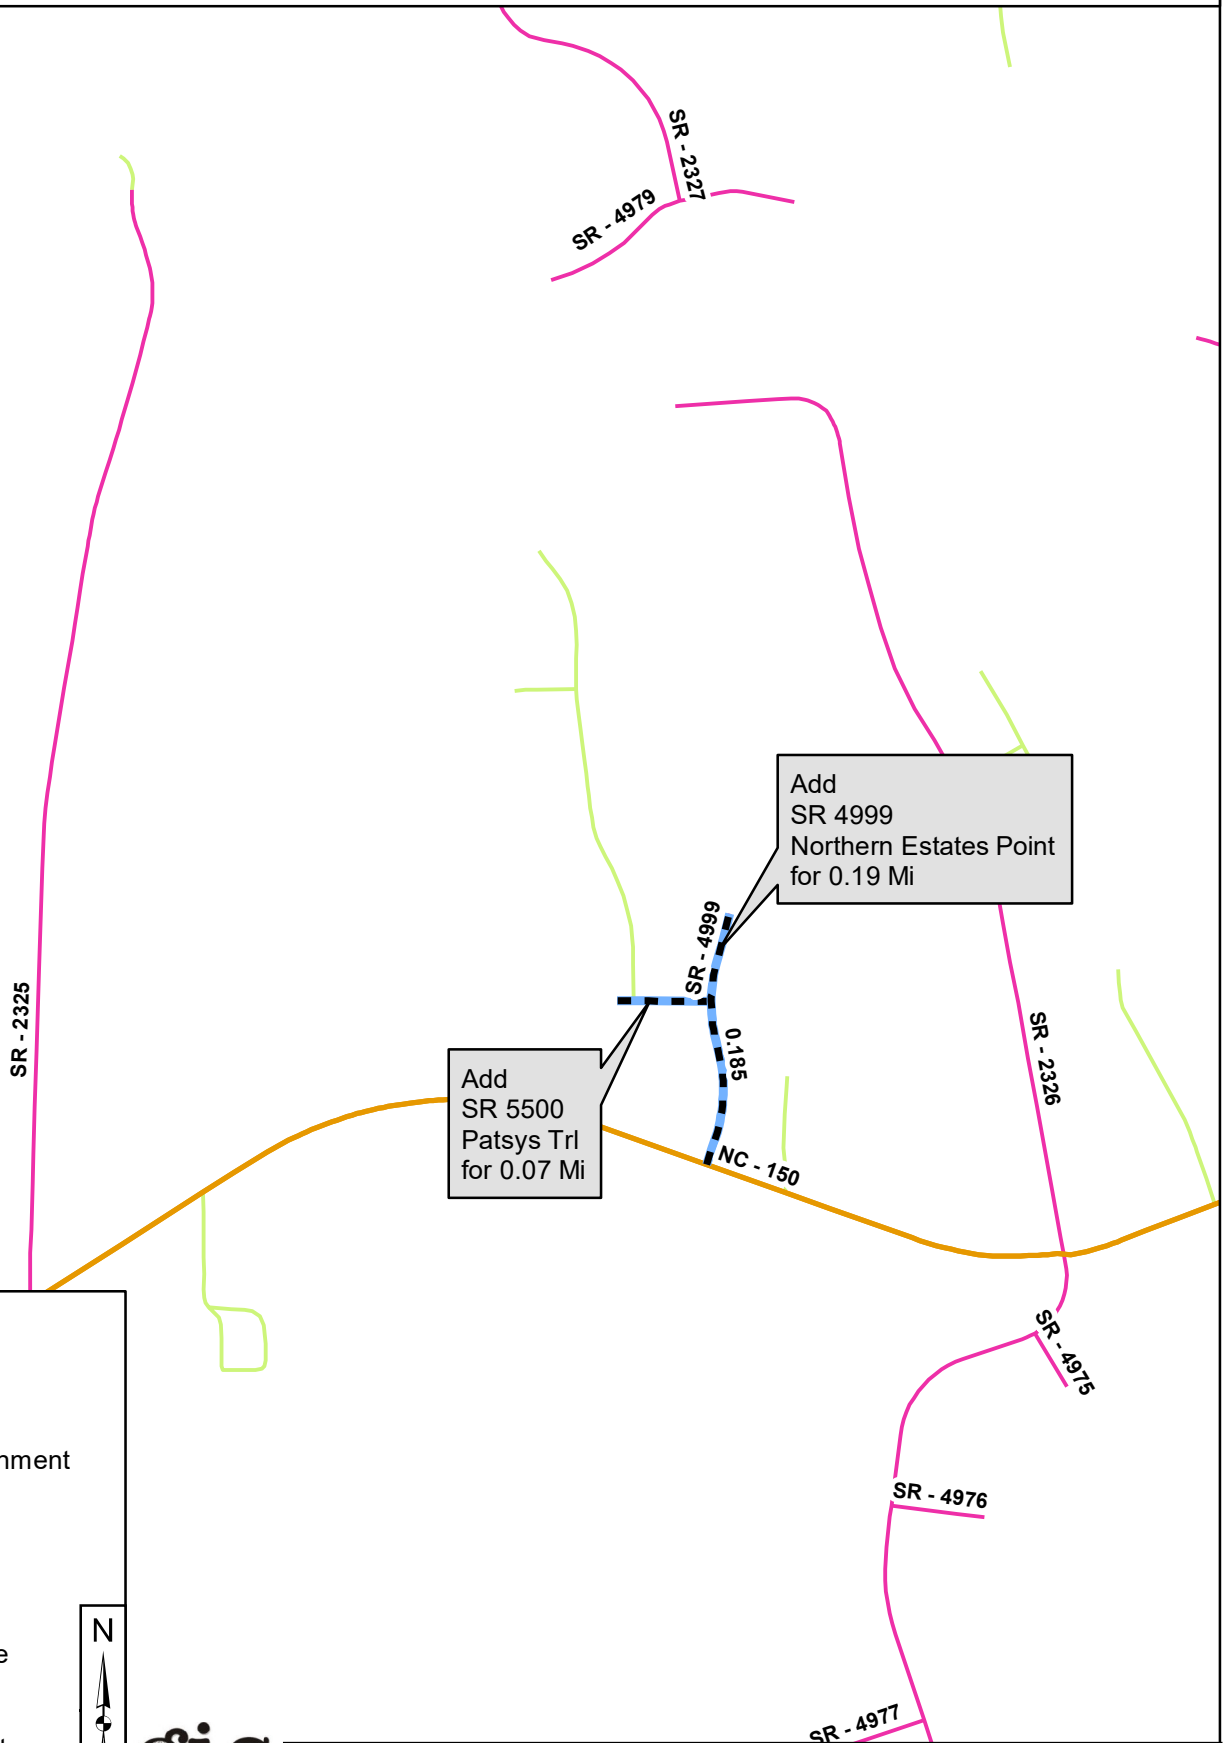 SR - 2327
SR - 4979
Add
SR 4999
Northern Estates Point
for 0.19 Mi
SR - 4999
SR - 2325
SR - 2326
0.185
Add
SR 5500
Patsys Trl
for 0.07 Mi
NC - 150
SR - 4975
nment
SR - 4976
N
e
SR - 4977